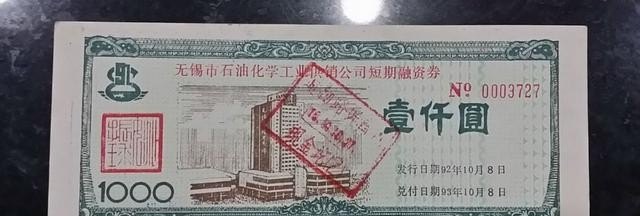 无锡市石油化学工业供销公司短期融资券
№ 0003727
壹仟圆
发行日期92年10月8日
1000
兑付日期93年10月8日